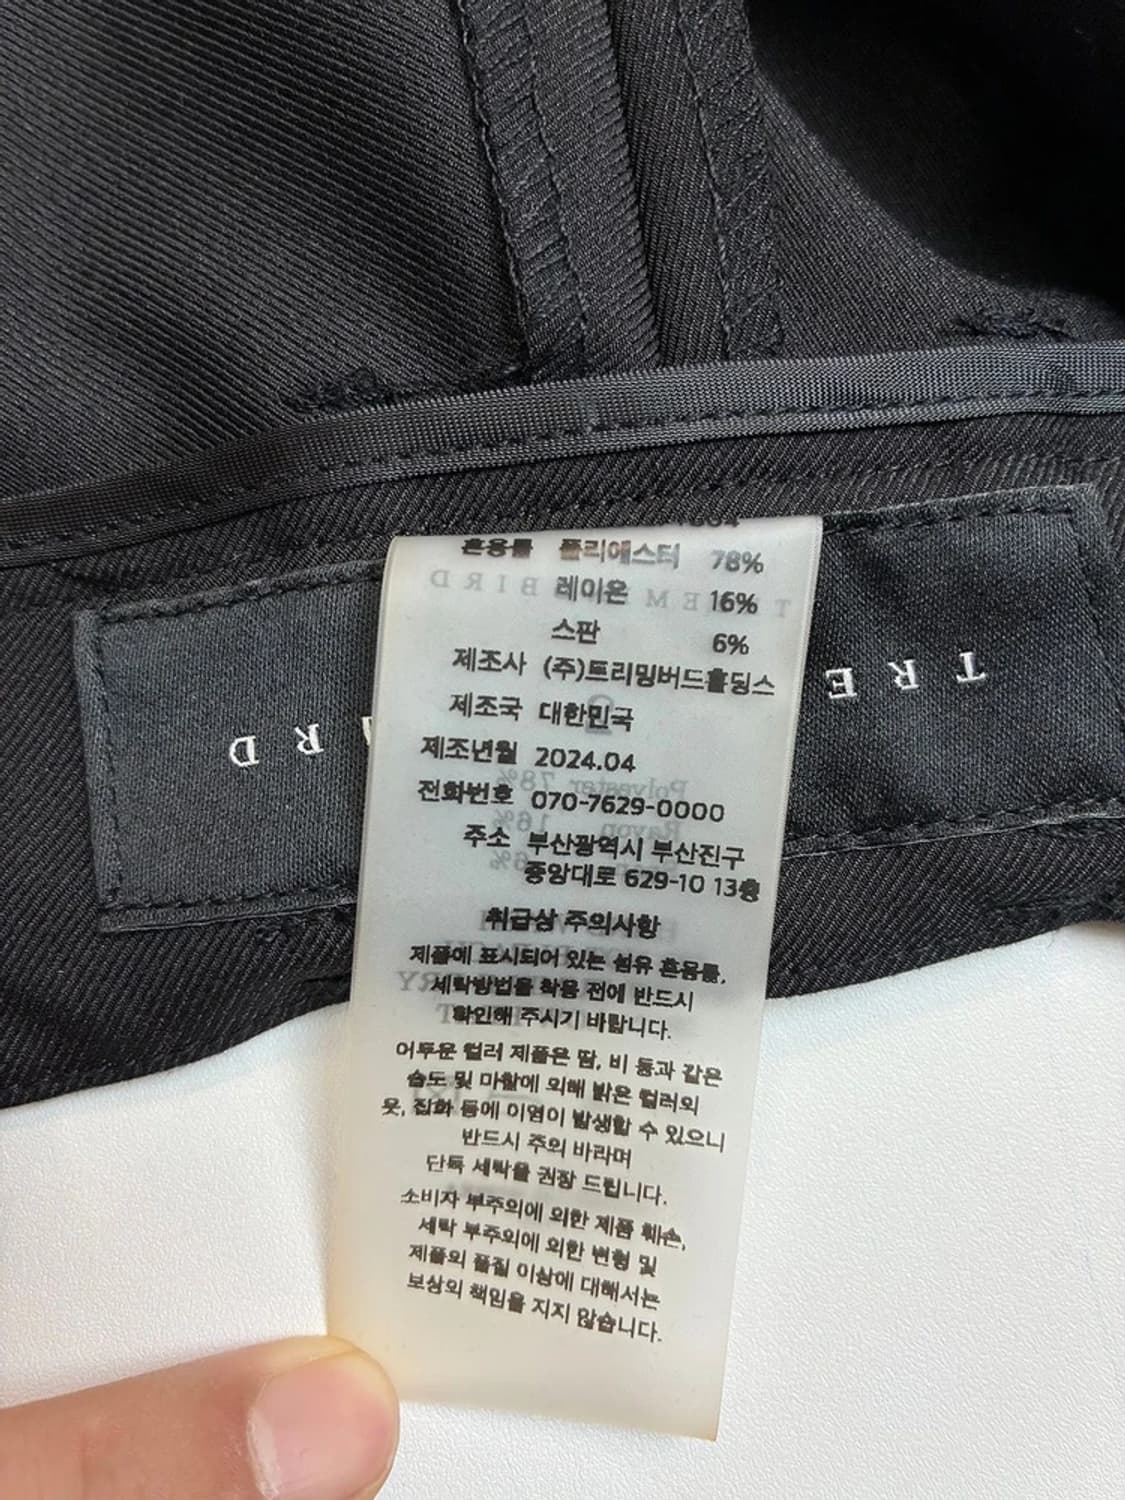 혼용률 폴리에스터 78%
레이온 16%
스판 6%
제조사 (주)트리밍버드홀딩스
제조국 대한민국
제조년월 2024.04
전화번호 070-7629-0000
주소 부산광역시 부산진구
중앙대로 629-10 13층
취급상 주의사항
제품에 표시되어 있는 섬유 혼용률,
세탁방법을 착용 전에 반드시
확인해 주시기 바랍니다.
어두운 컬러 제품은 땀, 비 등과 같은
습도 및 마찰에 의해 밝은 컬러의
옷, 집화 등에 이염이 발생할 수 있으니
반드시 주의 바라며
단독 세탁을 권장 드립니다.
소비자 부주의에 의한 제품 훼손,
세탁 부주의에 의한 변형 및
제품의 품질 이상에 대해서는
보상의 책임을 지지 않습니다.
TRE
RD